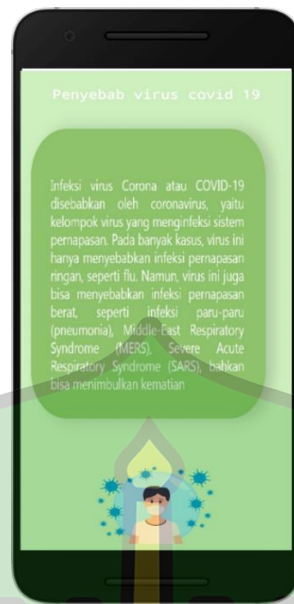 Penyebab virus covid 19
Infeksi virus Corona atau COVID-19
disebabkan oleh coronavirus, yaitu
kelompok virus yang menginfeksi sistem
pernapasan. Pada banyak kasus, virus ini
hanya menyebabkan infeksi pernapasan
ringan, seperti flu. Namun, virus ini juga
bisa menyebabkan infeksi pernapasan
berat, seperti infeksi paru-paru
(pneumonia), Middle-East Respiratory
Syndrome (MERS), Severe Acute
Respiratory Syndrome (SARS), bahkan
bisa menimbulkan kematian